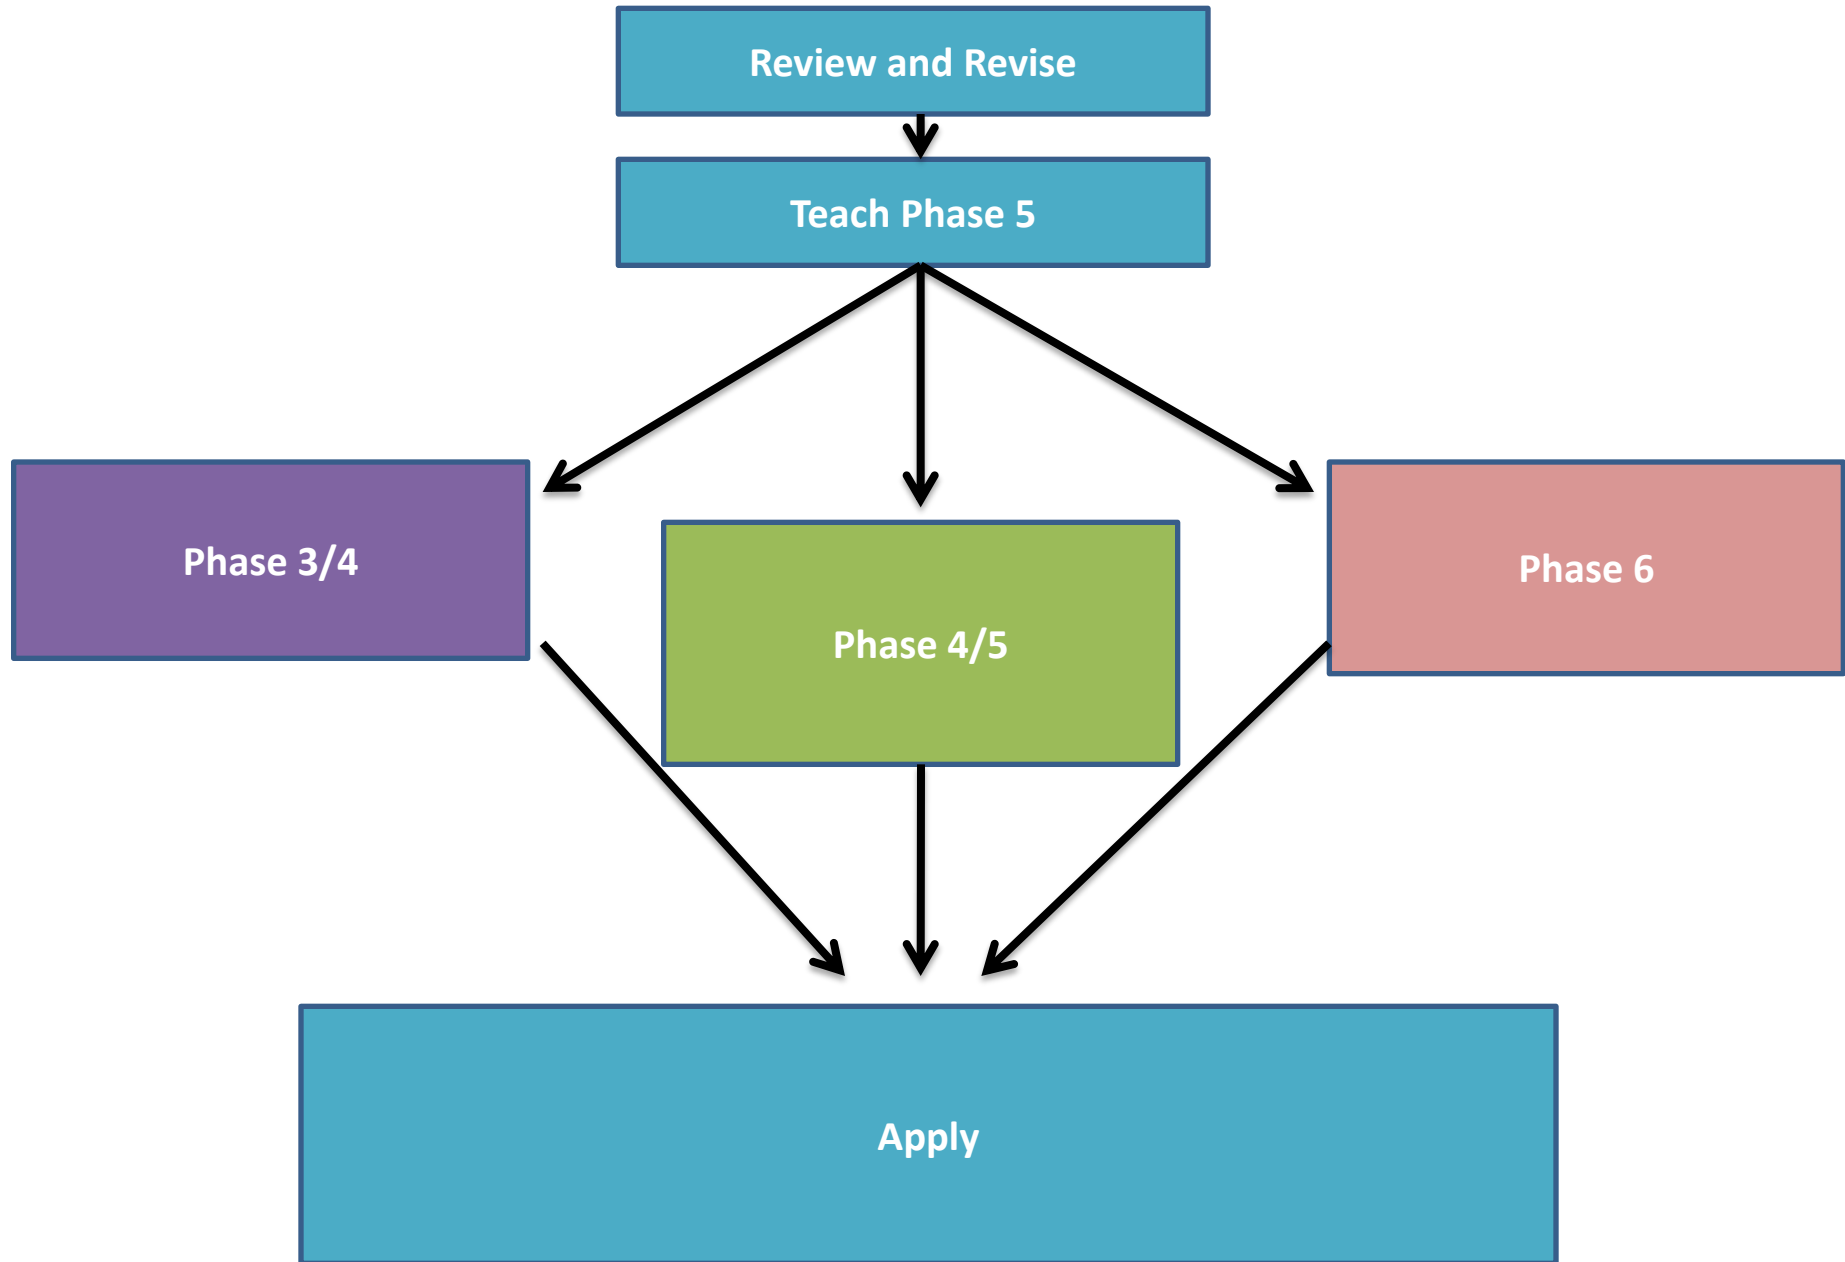 Review and Revise
Teach Phase 5
Phase 3/4
Phase 4/5
Phase 6
Apply